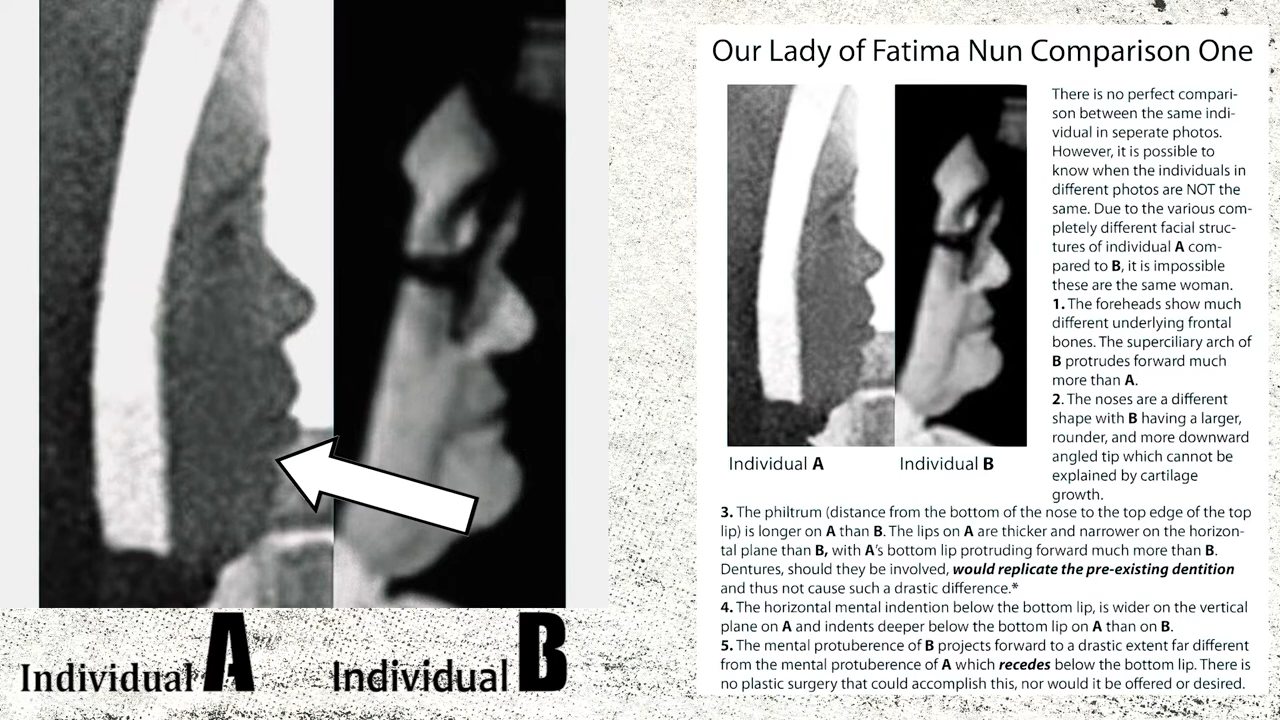 Individual A
Individual B
Our Lady of Fatima Nun Comparison One
There is no perfect compari-
son between the same indi-
vidual in seperate photos.
However, it is possible to
know when the individuals in
different photos are NOT the
same. Due to the various com-
pletely different facial struc-
tures of individual A com-
pared to B, it is impossible
these are the same woman.
1. The foreheads show much
different underlying frontal
bones. The superciliary arch of
B protrudes forward much
more than A.
2. The noses are a different
shape with B having a larger,
rounder, and more downward
angled tip which cannot be
explained by cartilage
growth.
Individual A
Individual B
3. The philtrum (distance from the bottom of the nose to the top edge of the top
lip) is longer on A than B. The lips on A are thicker and narrower on the horizon-
tal plane than B, with A's bottom lip protruding forward much more than B.
Dentures, should they be involved, would replicate the pre-existing dentition
and thus not cause such a drastic difference.*
4. The horizontal mental indention below the bottom lip, is wider on the vertical
plane on A and indents deeper below the bottom lip on A than on B.
5. The mental protuberence of B projects forward to a drastic extent far different
from the mental protuberence of A which recedes below the bottom lip. There is
no plastic surgery that could accomplish this, nor would it be offered or desired.